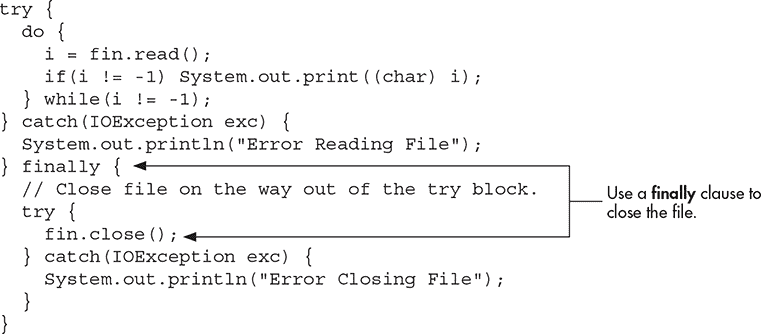 try {
  do {
    i = fin.read();
    if(i != -1) System.out.print((char) i);
  } while(i != -1);
} catch(IOException exc) {
  System.out.println("Error Reading File");
} finally {
  // Close file on the way out of the try block.
  try {
    fin.close();
  } catch(IOException exc) {
    System.out.println("Error Closing File");
  }
}
Use a finally clause to
close the file.